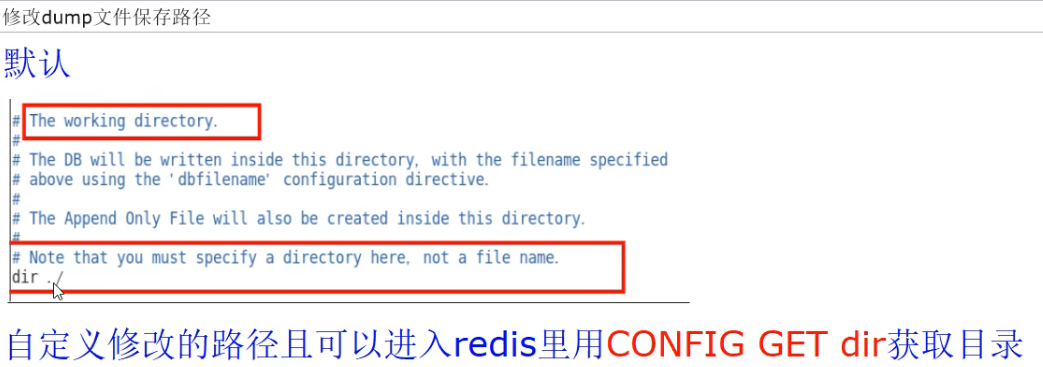 修改dump文件保存路径
默认
# The working directory.
#
# The DB will be written inside this directory, with the filename specified
# above using the 'dbfilename' configuration directive.
#
# The Append Only File will also be created inside this directory.
#
# Note that you must specify a directory here, not a file name.
dir ./
自定义修改的路径且可以进入redis里用CONFIG GET dir获取目录